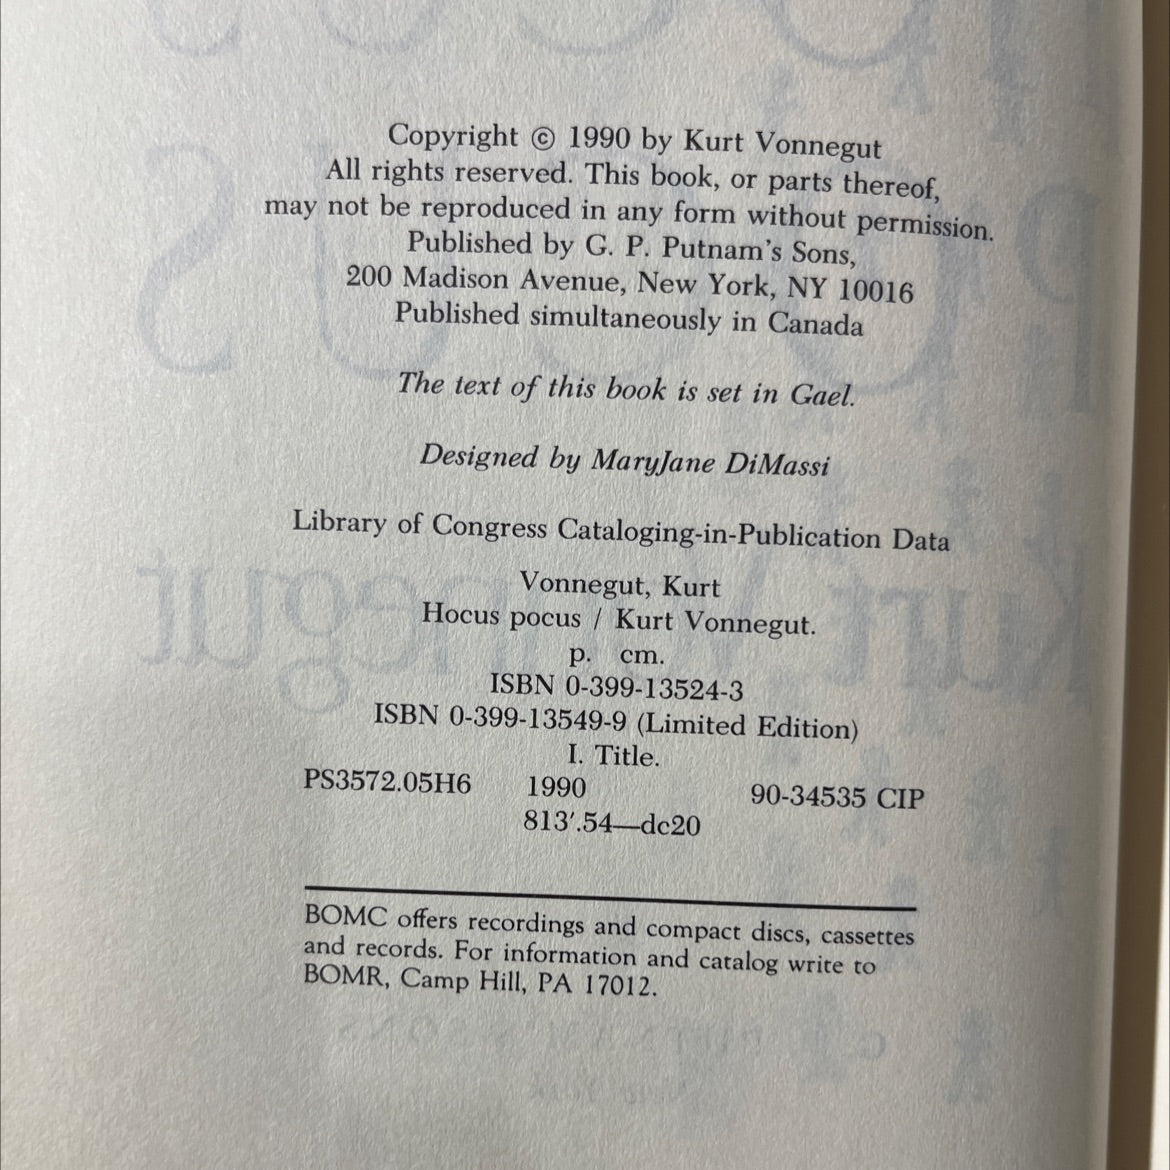 Copyright © 1990 by Kurt Vonnegut
All rights reserved. This book, or parts thereof,
may not be reproduced in any form without permission.
Published by G. P. Putnam's Sons,
200 Madison Avenue, New York, NY 10016
Published simultaneously in Canada
The text of this book is set in Gael.
Designed by MaryJane DiMassi
Library of Congress Cataloging-in-Publication Data
Vonnegut, Kurt
Hocus pocus / Kurt Vonnegut.
p. cm.
ISBN 0-399-13524-3
ISBN 0-399-13549-9 (Limited Edition)
I. Title.
PS3572.05H6 1990 90-34535 CIP
813′.54—dc20
BOMC offers recordings and compact discs, cassettes
and records. For information and catalog write to
BOMR, Camp Hill, PA 17012.